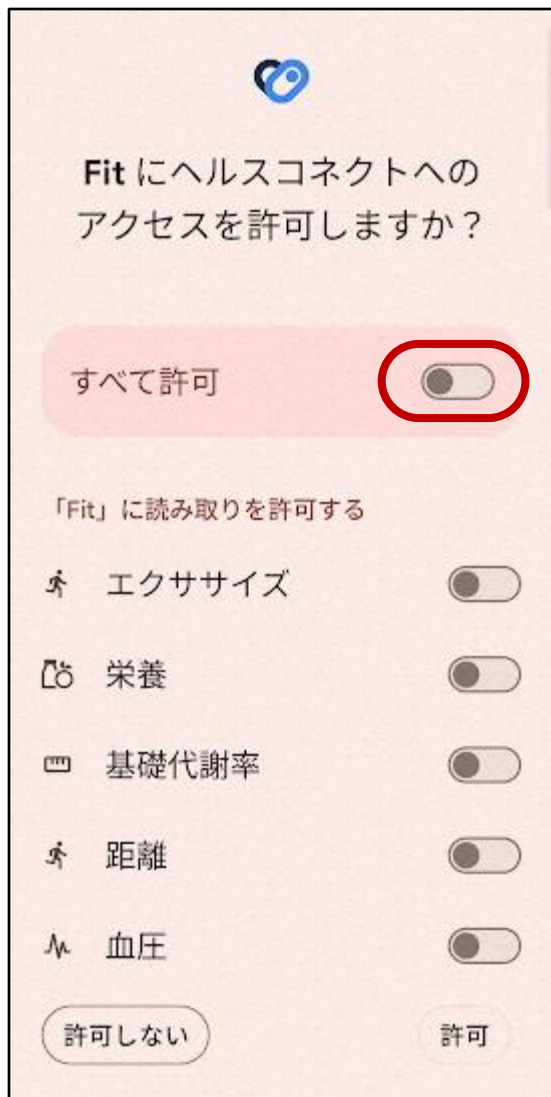 Fit にヘルスコネクトへの
アクセスを許可しますか？
すべて許可
「Fit」に読み取りを許可する
エクササイズ
栄養
基礎代謝率
距離
血圧
許可しない
許可